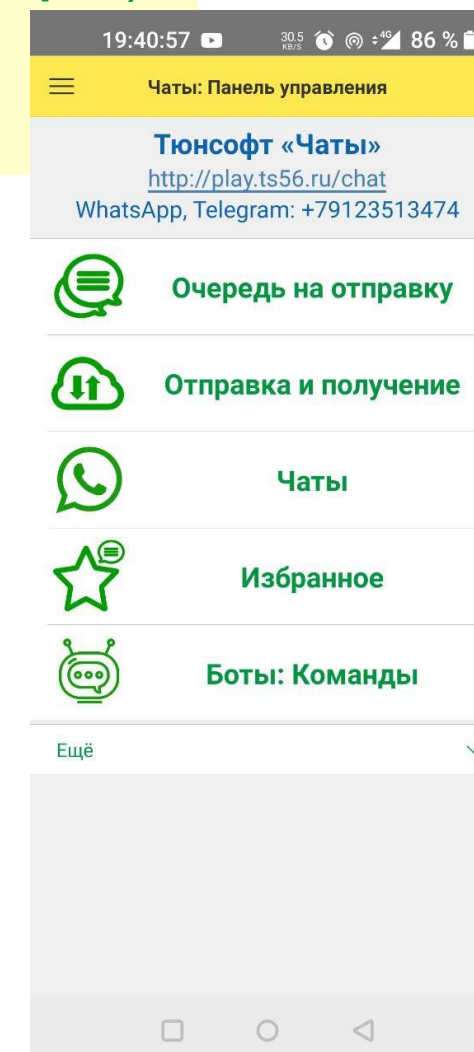 19:40:57 30.5 KB/S 4G 86 %
Чаты: Панель управления
Тюнсофт «Чаты»
http://play.ts56.ru/chat
WhatsApp, Telegram: +79123513474
Очередь на отправку
Отправка и получение
Чаты
Избранное
Боты: Команды
Ещё